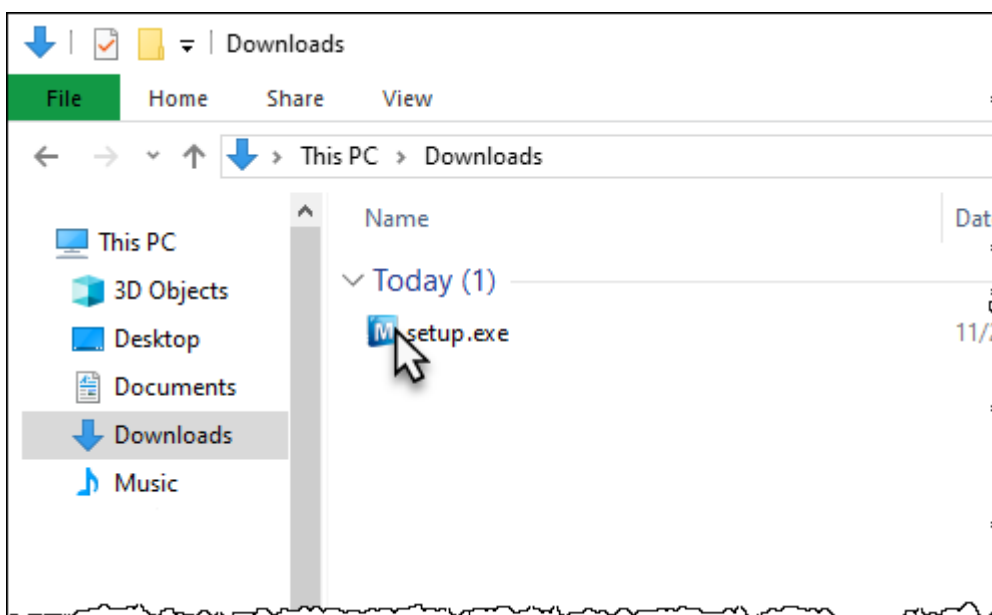 Downloads
File Home Share View
This PC > Downloads
Name
This PC
3D Objects
Desktop
Documents
Downloads
Music
Today (1)
M setup.exe